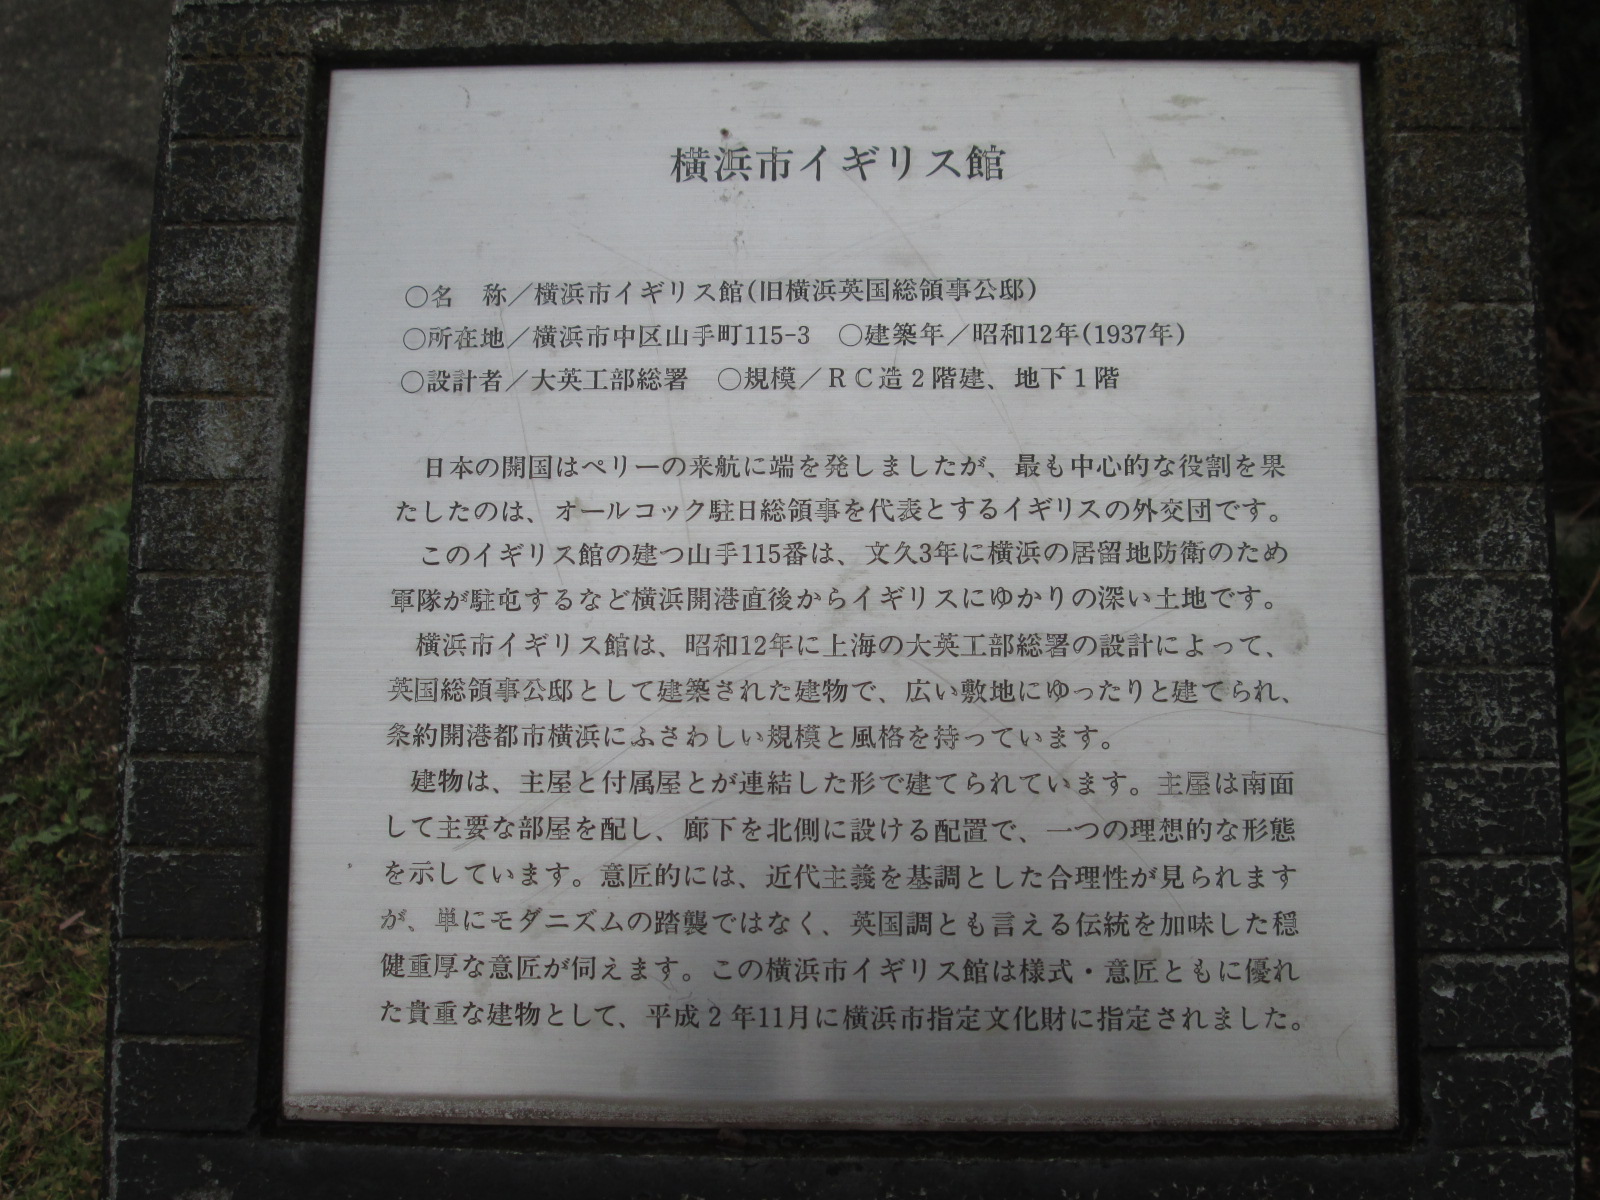 横浜市イギリス館
○名　称／横浜市イギリス館(旧横浜英国総領事公邸)
○所在地／横浜市中区山手町115-3　○建築年／昭和12年(1937年)
○設計者／大英工部総署　○規模／ＲＣ造２階建、地下１階
日本の開国はペリーの来航に端を発しましたが、最も中心的な役割を果
たしたのは、オールコック駐日総領事を代表とするイギリスの外交団です。
このイギリス館の建つ山手115番は、文久3年に横浜の居留地防衛のため
軍隊が駐屯するなど横浜開港直後からイギリスにゆかりの深い土地です。
横浜市イギリス館は、昭和12年に上海の大英工部総署の設計によって、
英国総領事公邸として建築された建物で、広い敷地にゆったりと建てられ、
条約開港都市横浜にふさわしい規模と風格を持っています。
建物は、主屋と付属屋とが連結した形で建てられています。主屋は南面
して主要な部屋を配し、廊下を北側に設ける配置で、一つの理想的な形態
を示しています。意匠的には、近代主義を基調とした合理性が見られます
が、単にモダニズムの踏襲ではなく、英国調とも言える伝統を加味した穏
健重厚な意匠が伺えます。この横浜市イギリス館は様式・意匠ともに優れ
た貴重な建物として、平成２年11月に横浜市指定文化財に指定されました。